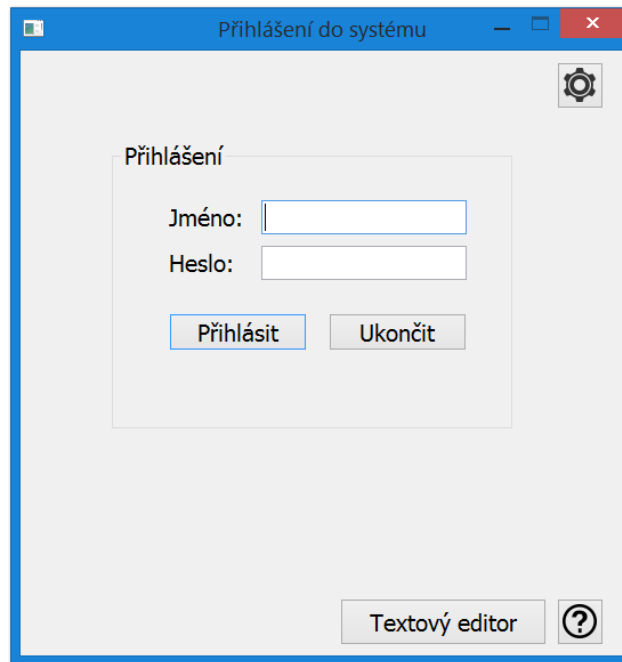 Přihlášení do systému
Přihlášení
Jméno:
Heslo:
Přihlásit Ukončit
Textový editor